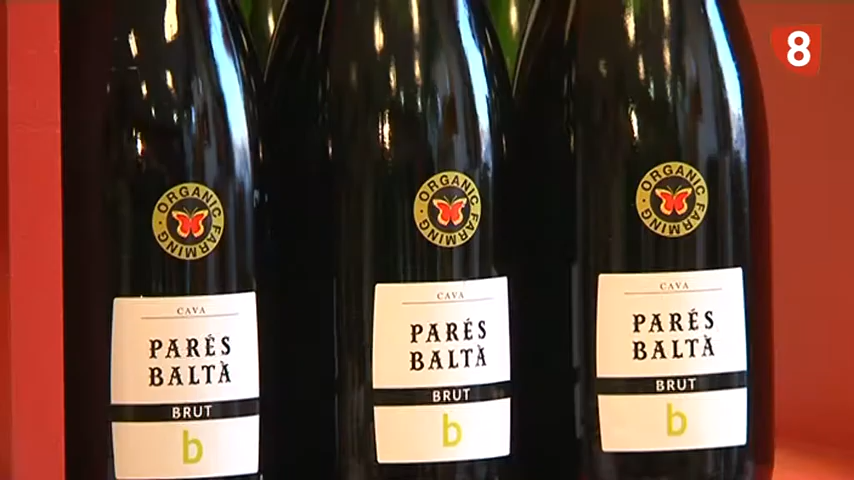 8
ORGANIC FARMING
CAVA
PARÉS
BALTÀ
BRUT
b
ORGANIC FARMING
CAVA
PARÉS
BALTÀ
BRUT
b
ORGANIC FARMING
CAVA
PARÉS
BALTÀ
BRUT
b